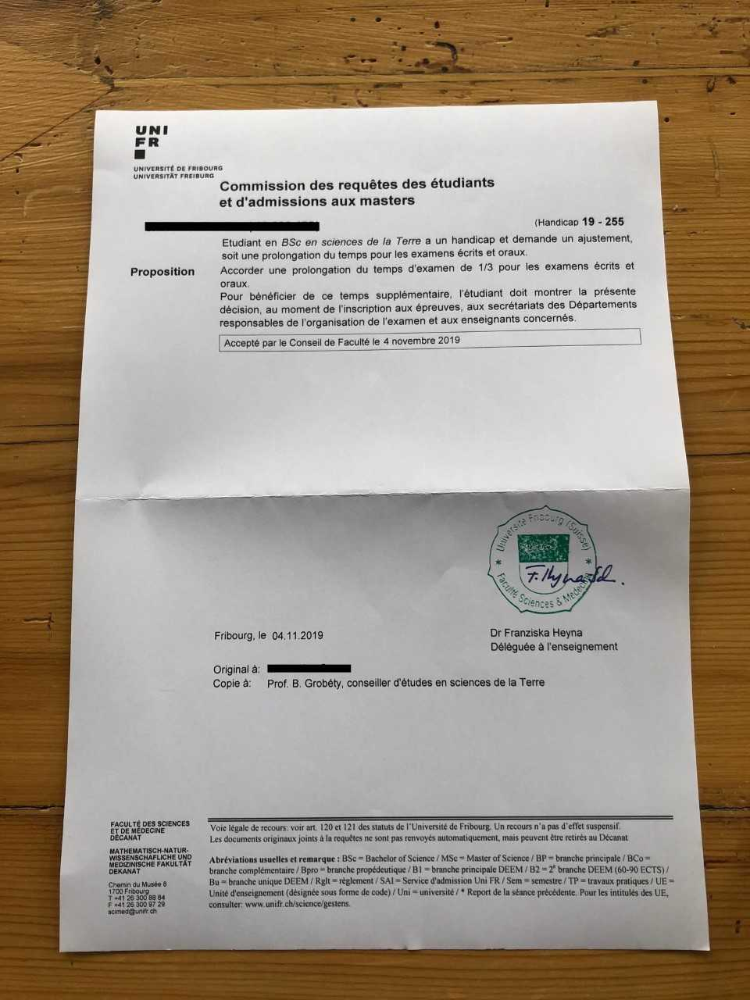 UNI
FR
UNIVERSITÉ DE FRIBOURG
UNIVERSITÄT FREIBURG
Commission des requêtes des étudiants
et d'admissions aux masters
(Handicap 19 - 255
Etudiant en BSc en sciences de la Terre a un handicap et demande un ajustement,
soit une prolongation du temps pour les examens écrits et oraux.
Proposition
Accorder une prolongation du temps d'examen de 1/3 pour les examens écrits et
oraux.
Pour bénéficier de ce temps supplémentaire, l'étudiant doit montrer la présente
décision, au moment de l'inscription aux épreuves, aux secrétariats des Départements
responsables de l'organisation de l'examen et aux enseignants concernés.
Accepté par le Conseil de Faculté le 4 novembre 2019
* Université Fribourg (Suisse) *
Faculté Sciences & Médecine
Fribourg, le 04.11.2019
Dr Franziska Heyna
Déléguée à l'enseignement
Original à:
Copie à: Prof. B. Grobéty, conseiller d'études en sciences de la Terre
FACULTÉ DES SCIENCES
ET DE MÉDECINE
DÉCANAT
MATHEMATISCH-NATUR-
WISSENSCHAFTLICHE UND
MEDIZINISCHE FAKULTÄT
DEKANAT
Chemin du Musée 8
1700 Fribourg
T +41 26 300 88 84
F +41 26 300 97 29
scimed@unifr.ch
Voie légale de recours: voir art. 120 et 121 des statuts de l'Université de Fribourg. Un recours n'a pas d'effet suspensif.
Les documents originaux joints à la requêtes ne sont pas renvoyés automatiquement, mais peuvent être retirés au Décanat
Abréviations usuelles et remarque : BSc = Bachelor of Science / MSc = Master of Science / BP = branche principale / BCo =
branche complémentaire / Bpro = branche propédeutique / B1 = branche principale DEEM / B2 = 2e branche DEEM (60-90 ECTS) /
Bu = branche unique DEEM / Rglt = règlement / SAI = Service d'admission Uni FR / Sem = semestre / TP = travaux pratiques / UE =
Unité d'enseignement (désignée sous forme de code) / Uni = université / * Report de la séance précédente. Pour les intitulés des UE,
consulter: www.unifr.ch/science/gestens.